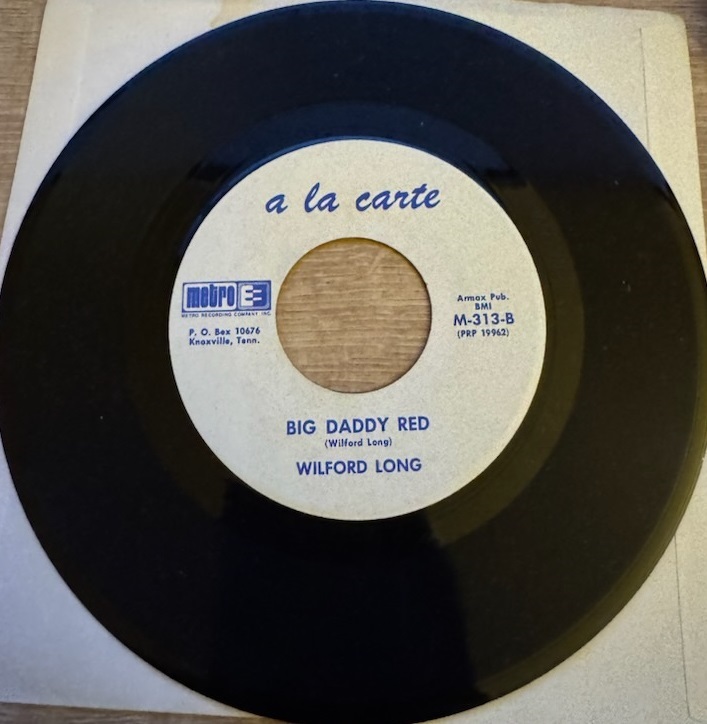 a la carte
metro
METRO RECORDING COMPANY INC.
P. O. Box 10676
Knoxville, Tenn.
Armax Pub.
BMI
M-313-B
(PRP 19962)
BIG DADDY RED
(Wilford Long)
WILFORD LONG